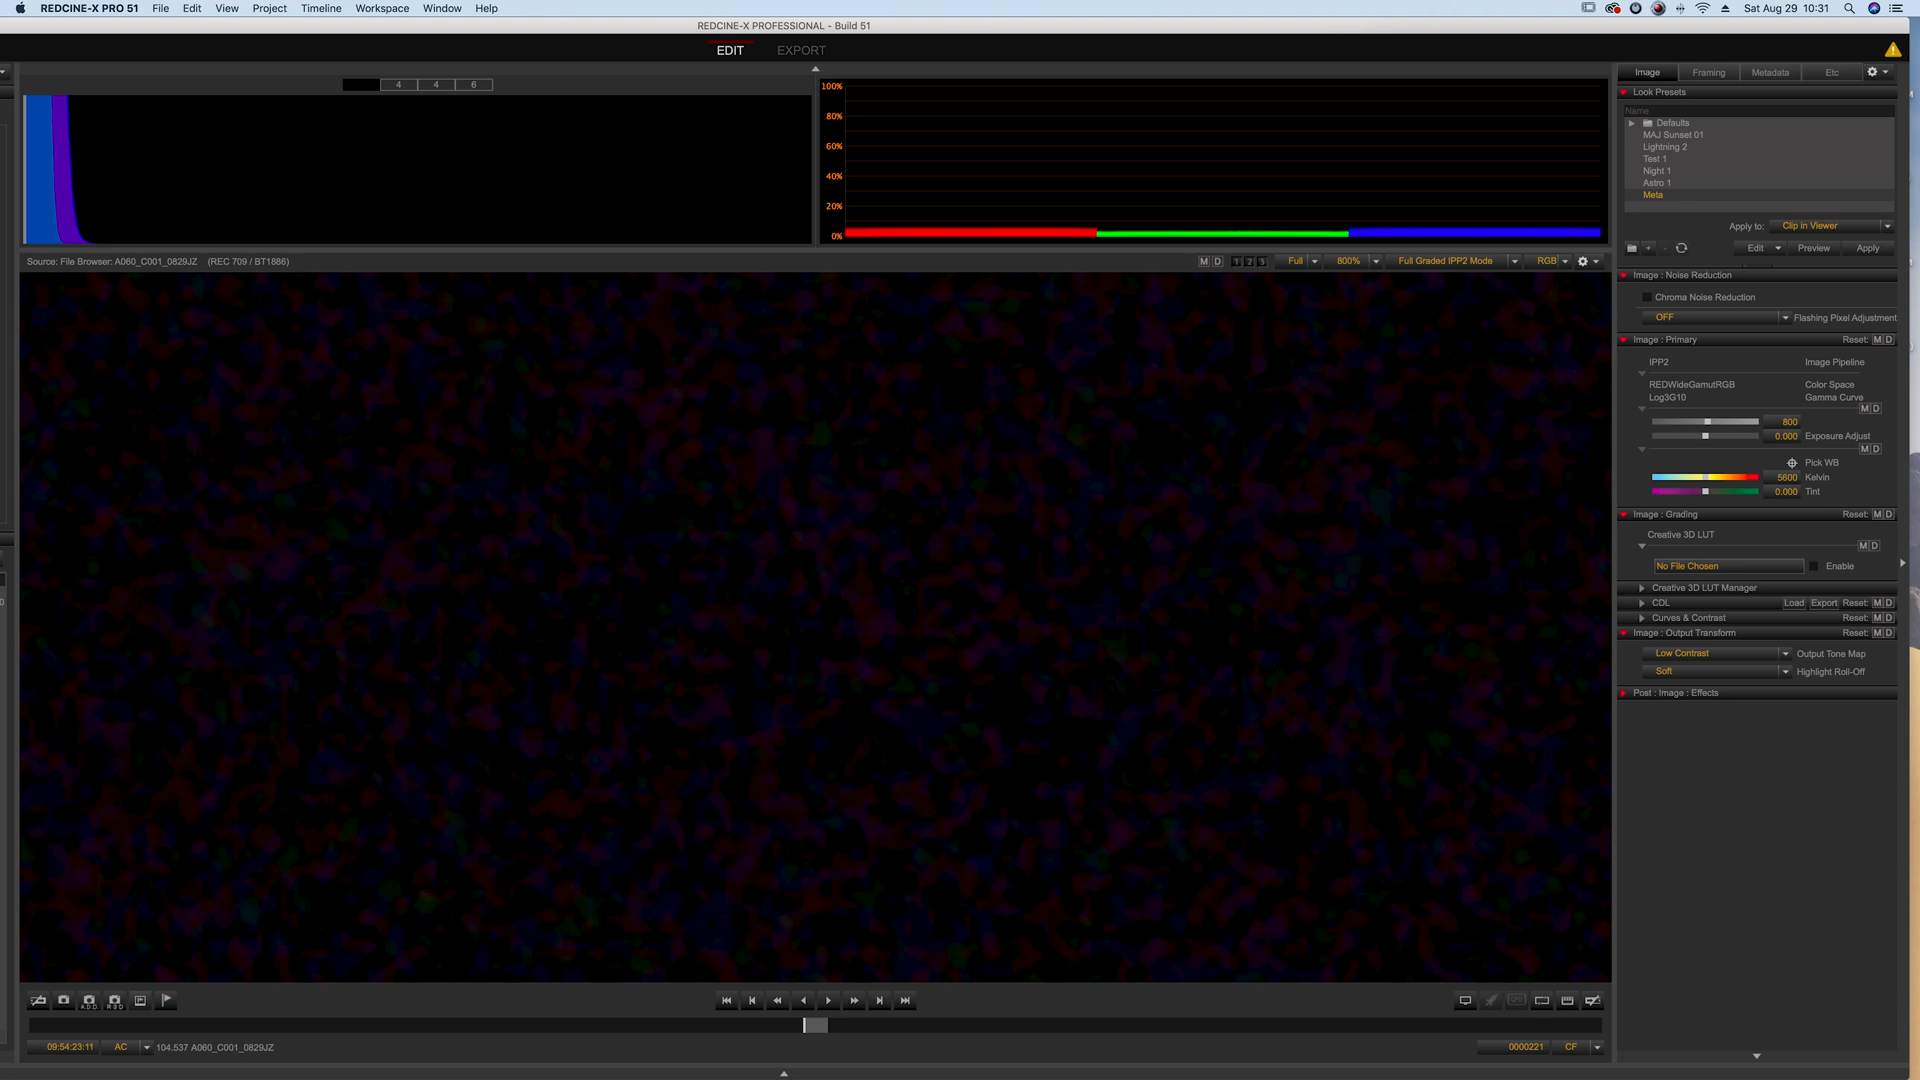 REDCINE-X PRO 51 File Edit View Project Timeline Workspace Window Help Sat Aug 29 10:31
REDCINE-X PROFESSIONAL - Build 51
EDIT EXPORT
4 4 6
100%
80%
60%
40%
20%
0%
Image Framing Metadata Etc
Look Presets
Name
Defaults
MAJ Sunset 01
Lightning 2
Test 1
Night 1
Astro 1
Meta
Apply to: Clip in Viewer
+ - Edit Preview Apply
Source: File Browser: A060_C001_0829JZ (REC 709 / BT1886) M D 1 2 3 Full 800% Full Graded IPP2 Mode RGB
Image : Noise Reduction
Chroma Noise Reduction
OFF Flashing Pixel Adjustment
Image : Primary Reset: M D
IPP2 Image Pipeline
REDWideGamutRGB Color Space
Log3G10 Gamma Curve
M D
800
0.000 Exposure Adjust
M D
Pick WB
5600 Kelvin
0.000 Tint
Image : Grading Reset: M D
Creative 3D LUT
M D
No File Chosen Enable
Creative 3D LUT Manager
CDL Load Export Reset: M D
Curves & Contrast Reset: M D
Image : Output Transform Reset: M D
Low Contrast Output Tone Map
Soft Highlight Roll-Off
Post : Image : Effects
09:54:23:11 AC 104.537 A060_C001_0829JZ 0000221 CF